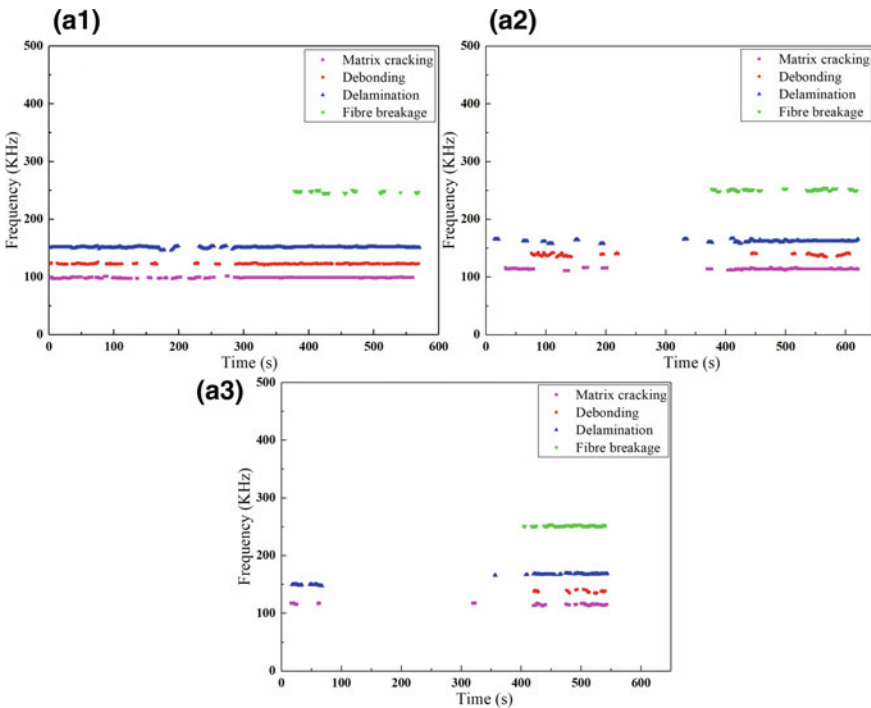 (a1)
500
400
300
200
100
0
Frequency (KHz)
0 100 200 300 400 500 600
Time (s)
Matrix cracking
Debonding
Delamination
Fibre breakage
(a2)
500
400
300
200
100
0
Frequency (KHz)
0 100 200 300 400 500 600
Time (s)
Matrix cracking
Debonding
Delamination
Fibre breakage
(a3)
500
400
300
200
100
0
Frequency (KHz)
0 100 200 300 400 500 600
Time (s)
Matrix cracking
Debonding
Delamination
Fibre breakage